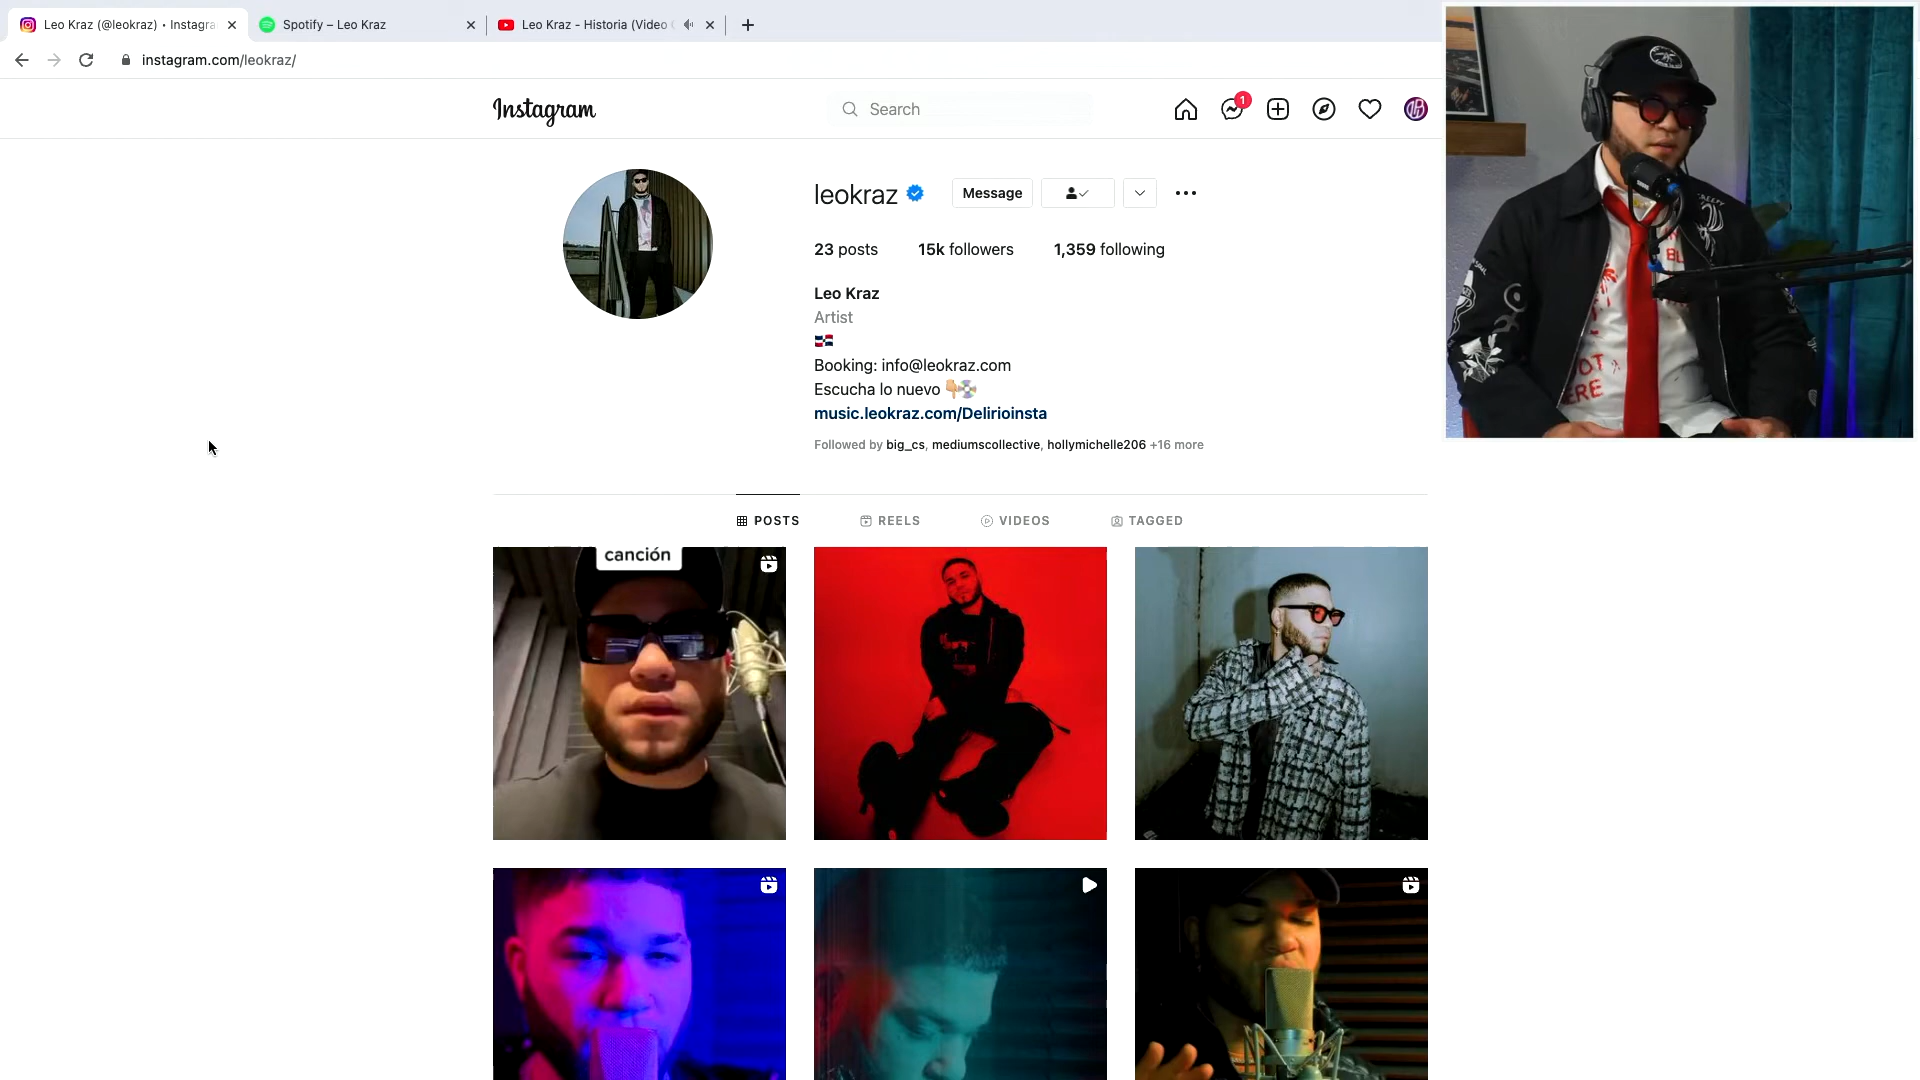 Leo Kraz (@leokraz) • Instagra
Spotify – Leo Kraz
Leo Kraz - Historia (Video
instagram.com/leokraz/
Instagram
Search
1
leokraz
Message
23 posts
15k followers
1,359 following
Leo Kraz
Artist
🇩🇴
Booking: info@leokraz.com
Escucha lo nuevo 👇🏼💿
music.leokraz.com/Delirioinsta
Followed by big_cs, mediumscollective, hollymichelle206 +16 more
POSTS
REELS
VIDEOS
TAGGED
canción